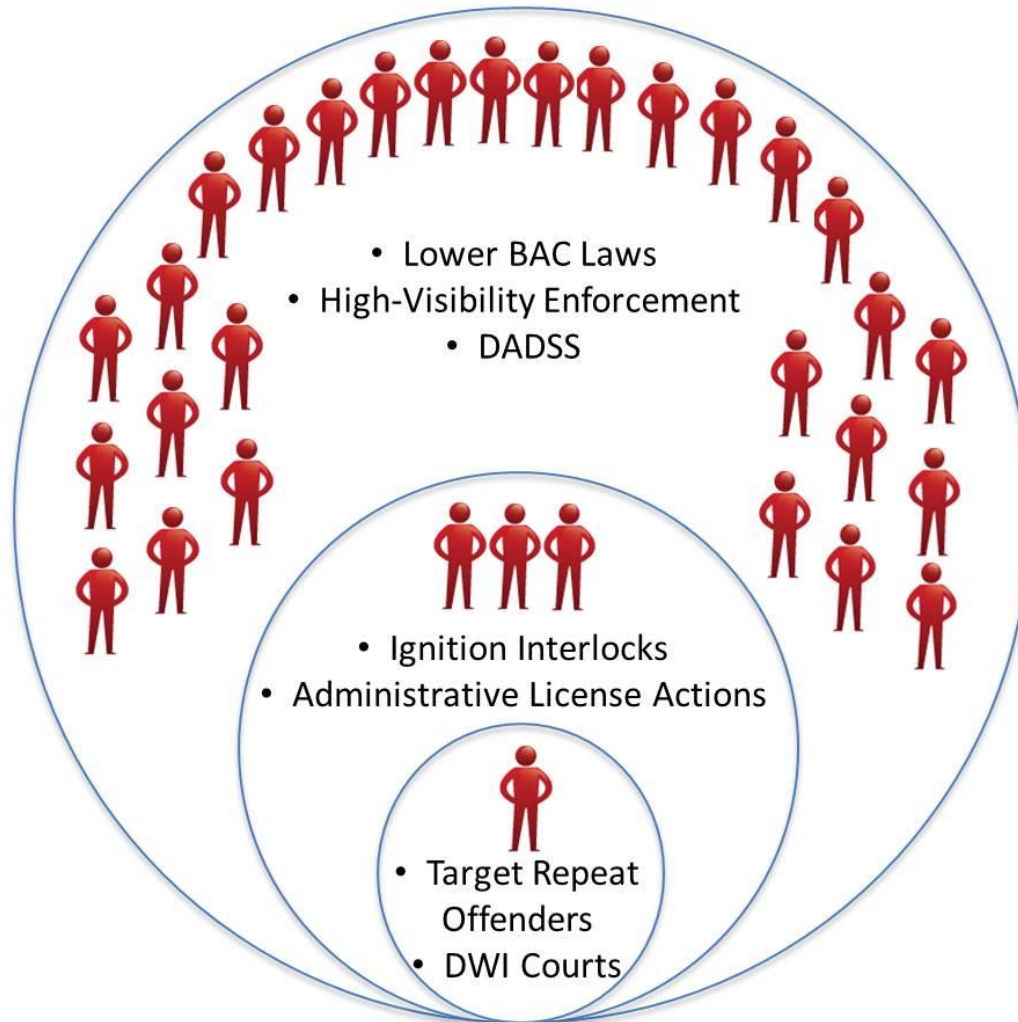 • Lower BAC Laws
• High-Visibility Enforcement
• DADSS
• Ignition Interlocks
• Administrative License Actions
• Target Repeat
Offenders
• DWI Courts